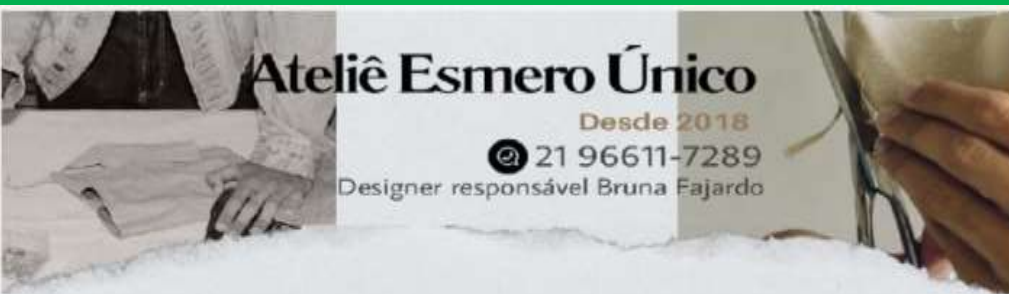 Ateliê Esmero Único
Desde 2018
21 96611-7289
Designer responsável Bruna Fajardo